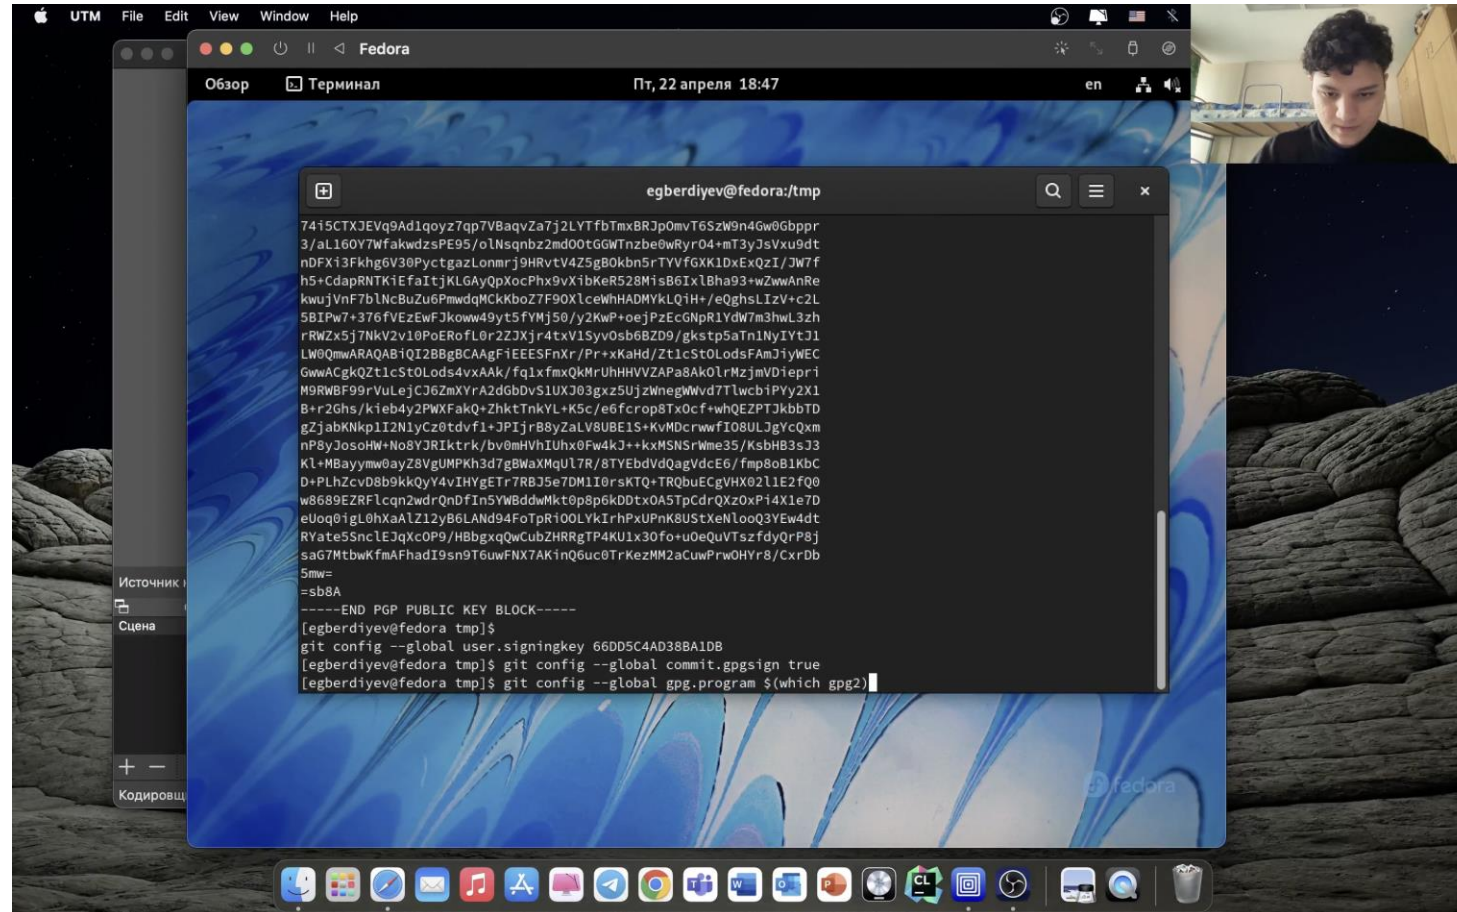 UTM File Edit View Window Help
Fedora
Обзор Терминал Пт, 22 апреля 18:47 en
egberdiyev@fedora:/tmp
74i5CTXJEVq9Ad1qoyz7qp7VBaqvZa7j2LYTfbTmxBRJpOmvT6SzW9n4Gw0Gbppr
3/aL16OY7WfakwdzsPE95/olNsqnbz2mdOOtGGWTnzbe0wRyrO4+mT3yJsVxu9dt
nDFXi3Fkhg6V30PyctgazLonmrj9HRvtV4Z5gBOkbn5rTYVfGXK1DxExQzI/JW7f
h5+CdapRNTKiEfaItjKLGAyQpXocPhx9vXibKeR528MisB6IxlBha93+wZwwAnRe
kwujVnF7blNcBuZu6PmwdqMCkKboZ7F9OXlceWhHADMYkLQiH+/eQghsLIzV+c2L
5BIPw7+376fVEzEwFJkoww49yt5fYMj50/y2KwP+oejPzEcGNpR1YdW7m3hwL3zh
rRWZx5j7NkV2v10PoERofL0r2ZJXjr4txV1SyvOsb6BZD9/gkstp5aTn1NyIYtJ1
LW0QmwARAQABiQI2BBgBCAAgFiEEESFnXr/Pr+xKaHd/Zt1cStOLodsFAmJiyWEC
GwwACgkQZt1cStOLods4vxAAk/fq1xfmxQkMrUhHHVVZAPa8AkOlrMzjmVDiepri
M9RWBF99rVuLejCJ6ZmXYrA2dGbDvS1UXJ03gxz5UjzWnegWWvd7TlwcbiPYy2X1
B+r2Ghs/kieb4y2PWXFakQ+ZhktTnkYL+K5c/e6fcrop8TxOcf+whQEZPTJkbbTD
gZjabKNkp1I2N1yCz0tdvf1+JPIjrB8yZaLV8UBE1S+KvMDcrwwfIO8ULJgYcQxm
nP8yJosoHW+No8YJRIktrk/bv0mHVhIUhx0Fw4kJ++kxMSNSrWme35/KsbHB3sJ3
Kl+MBayymw0ayZ8VgUMPKh3d7gBWaXMqUl7R/8TYEbdVdQagVdcE6/fmp8oB1KbC
D+PLhZcvD8b9kkQyY4vIHYgETr7RBJ5e7DM1I0rsKTQ+TRQbuECgVHX02l1E2fQ0
w8689EZRFlcqn2wdrQnDfIn5YWBddwMkt0p8p6kDDtxOA5TpCdrQXzOxPi4X1e7D
eUoq0igL0hXaAlZ12yB6LANd94FoTpRiOOLYkIrhPxUPnK8UStXeNlooQ3YEw4dt
RYate5SnclEJqXcOP9/HBbgxqQwCubZHRRgTP4KU1x3Ofo+uOeQuVTszfdyQrP8j
saG7MtbwKfmAFhadI9sn9T6uwFNX7AKinQ6uc0TrKezMM2aCuwPrwOHYr8/CxrDb
5mw=
=sb8A
-----END PGP PUBLIC KEY BLOCK-----
[egberdiyev@fedora tmp]$
git config --global user.signingkey 66DD5C4AD38BA1DB
[egberdiyev@fedora tmp]$ git config --global commit.gpgsign true
[egberdiyev@fedora tmp]$ git config --global gpg.program $(which gpg2)
Источник
Сцена
Кодировщ
fedora
CL